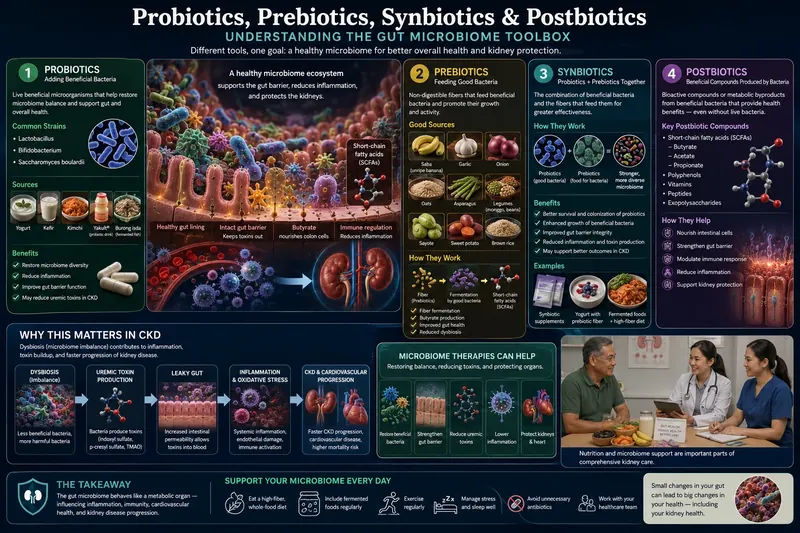 Probiotics, Prebiotics, Synbiotics & Postbiotics
UNDERSTANDING THE GUT MICROBIOME TOOLBOX
Different tools, one goal: a healthy microbiome for better overall health and kidney protection.
1
PROBIOTICS
Adding Beneficial Bacteria
Live beneficial microorganisms that help restore
microbiome balance and support gut and
overall health.
Common Strains
• Lactobacillus
• Bifidobacterium
• Saccharomyces boulardii
Sources
Yogurt
Kefir
Kimchi
Yakult®
(probiotic drink)
Burong isda
(fermented fish)
Benefits
Restore microbiome diversity
Reduce inflammation
Improve gut barrier function
May reduce uremic toxins in CKD
A healthy microbiome ecosystem
supports the gut barrier, reduces inflammation,
and protects the kidneys.
Short-chain
fatty acids
(SCFAs)
Healthy gut lining
Intact gut barrier
Keeps toxins out
Butyrate
nourishes colon cells
Immune regulation
Reduces inflammation
2
PREBIOTICS
Feeding Good Bacteria
Non-digestible fibers that feed beneficial
bacteria and promote their growth and
activity.
Good Sources
Saba
(unripe banana)
Garlic
Onion
Oats
Asparagus
Legumes
(monggo, beans)
Sayote
Sweet potato
Brown rice
How They Work
Fiber
(Prebiotics)
Fermentation
by good bacteria
Short-chain
fatty acids
(SCFAs)
Fiber fermentation
Butyrate production
Improved gut health
Reduced dysbiosis
3
SYNBIOTICS
Probiotics + Prebiotics Together
The combination of beneficial bacteria
and the fibers that feed them for
greater effectiveness.
How They Work
+
=
Probiotics
(good bacteria)
Prebiotics
(food for bacteria)
Stronger,
more diverse
microbiome
Benefits
Better survival and colonization of probiotics
Enhanced growth of beneficial bacteria
Improved gut barrier integrity
Reduced inflammation and toxin production
May support better outcomes in CKD
Examples
Synbiotic
supplements
Yogurt with
prebiotic fiber
Fermented foods
+ high-fiber diet
4
POSTBIOTICS
Beneficial Compounds Produced by Bacteria
Bioactive compounds or metabolic byproducts
from beneficial bacteria that provide health
benefits — even without live bacteria.
Key Postbiotic Compounds
• Short-chain fatty acids (SCFAs)
– Butyrate
– Acetate
– Propionate
• Polyphenols
• Vitamins
• Peptides
• Exopolysaccharides
How They Help
Nourish intestinal cells
Strengthen gut barrier
Modulate immune response
Reduce inflammation
Support kidney protection
WHY THIS MATTERS IN CKD
Dysbiosis (microbiome imbalance) contributes to inflammation,
toxin buildup, and faster progression of kidney disease.
DYSBIOSIS
(Imbalance)
Less beneficial bacteria,
more harmful bacteria
UREMIC TOXIN
PRODUCTION
Bacteria produce toxins
(indoxyl sulfate,
p-cresyl sulfate, TMAO)
LEAKY GUT
Increased intestinal
permeability allows
toxins into blood
INFLAMMATION
& OXIDATIVE STRESS
Systemic inflammation,
endothelial damage,
immune activation
CKD & CARDIOVASCULAR
PROGRESSION
Faster CKD progression,
cardiovascular disease,
higher mortality risk
MICROBIOME THERAPIES CAN HELP
Restoring balance, reducing toxins, and protecting organs.
Restore beneficial
bacteria
Strengthen
gut barrier
Reduce uremic
toxins
Lower
inflammation
Protect kidneys
& heart
Nutrition and microbiome support are important parts of
comprehensive kidney care.
THE TAKEAWAY
The gut microbiome behaves like a metabolic organ —
influencing inflammation, immunity, cardiovascular
health, and kidney disease progression.
SUPPORT YOUR MICROBIOME EVERY DAY
Eat a high-fiber,
whole-food diet
Include fermented
foods regularly
Exercise
regularly
Manage stress
and sleep well
Avoid unnecessary
antibiotics
Work with your
healthcare team
Small changes in your gut
can lead to big changes in
your health — including
your kidney health.